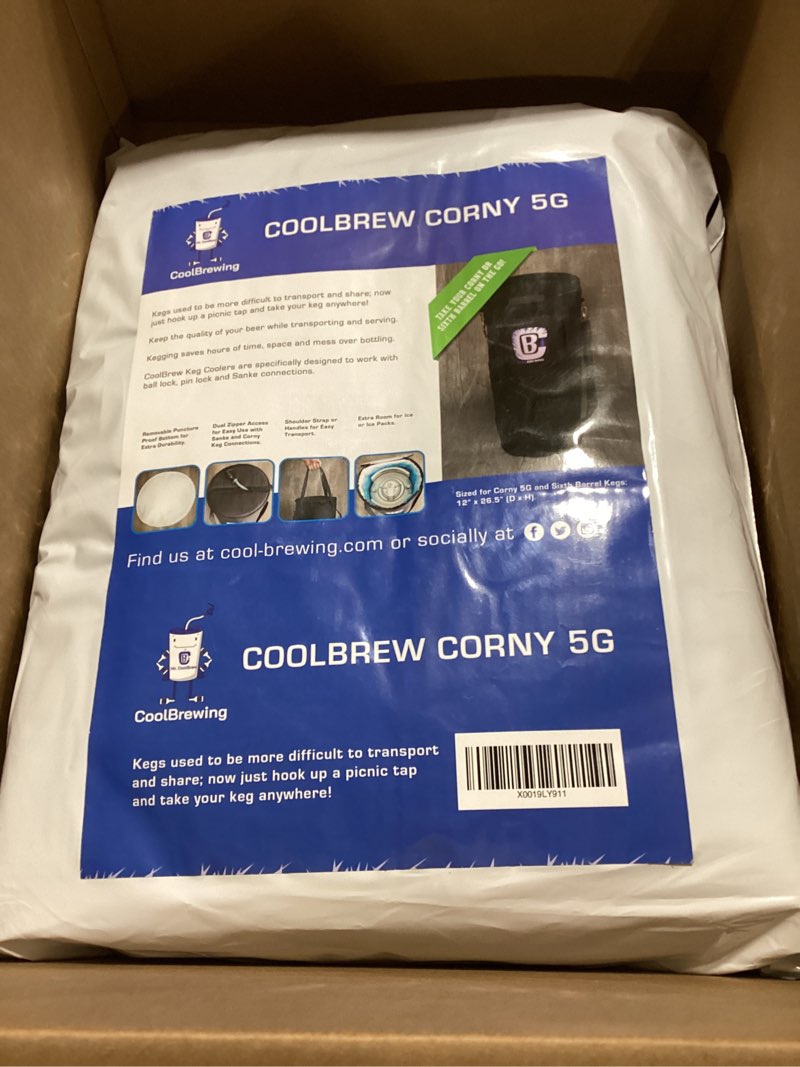 COOLBREW CORNY 5G
CoolBrewing
Kegs used to be more difficult to transport and share; now
just hook up a picnic tap and take your keg anywhere!
Keep the quality of your beer while transporting and serving.
Kegging saves hours of time, space and mess over bottling.
CoolBrew Keg Coolers are specifically designed to work with
ball lock, pin lock and Sanke connections.
TAKE YOUR CORNY OR
SIXTH BARREL ON THE GO!
Removable Puncture
Proof Bottom for
Extra Durability.
Dual Zipper Access
for Easy Use with
Sanke and Corny
Keg Connections.
Shoulder Strap or
Handles for Easy
Transport.
Extra Room for Ice
or Ice Packs.
Sized for Corny 5G and Sixth Barrel Kegs:
12" x 26.5" (D x H).
Find us at cool-brewing.com or socially at
COOLBREW CORNY 5G
Mr. CoolBrew
CoolBrewing
Kegs used to be more difficult to transport
and share; now just hook up a picnic tap
and take your keg anywhere!
X0019LY911